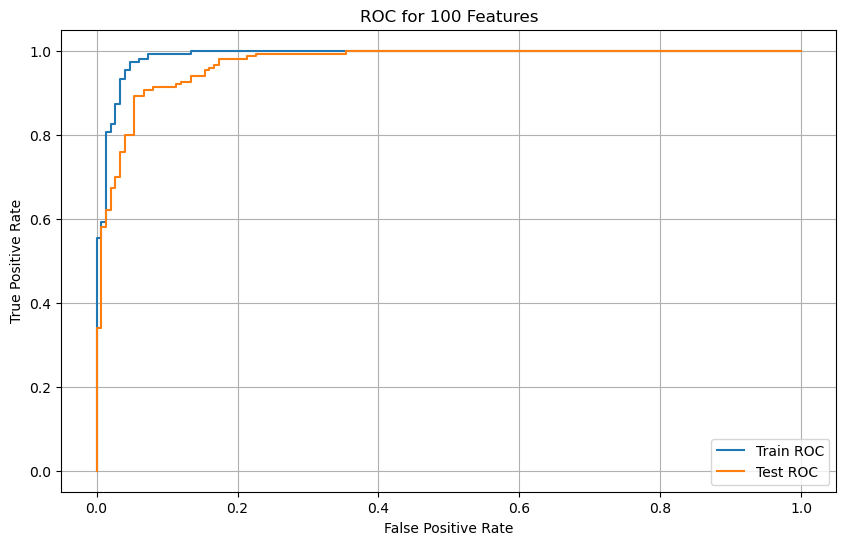 ROC for 100 Features
True Positive Rate
1.0
0.8
0.6
0.4
0.2
0.0
0.0 0.2 0.4 0.6 0.8 1.0
False Positive Rate
Train ROC
Test ROC